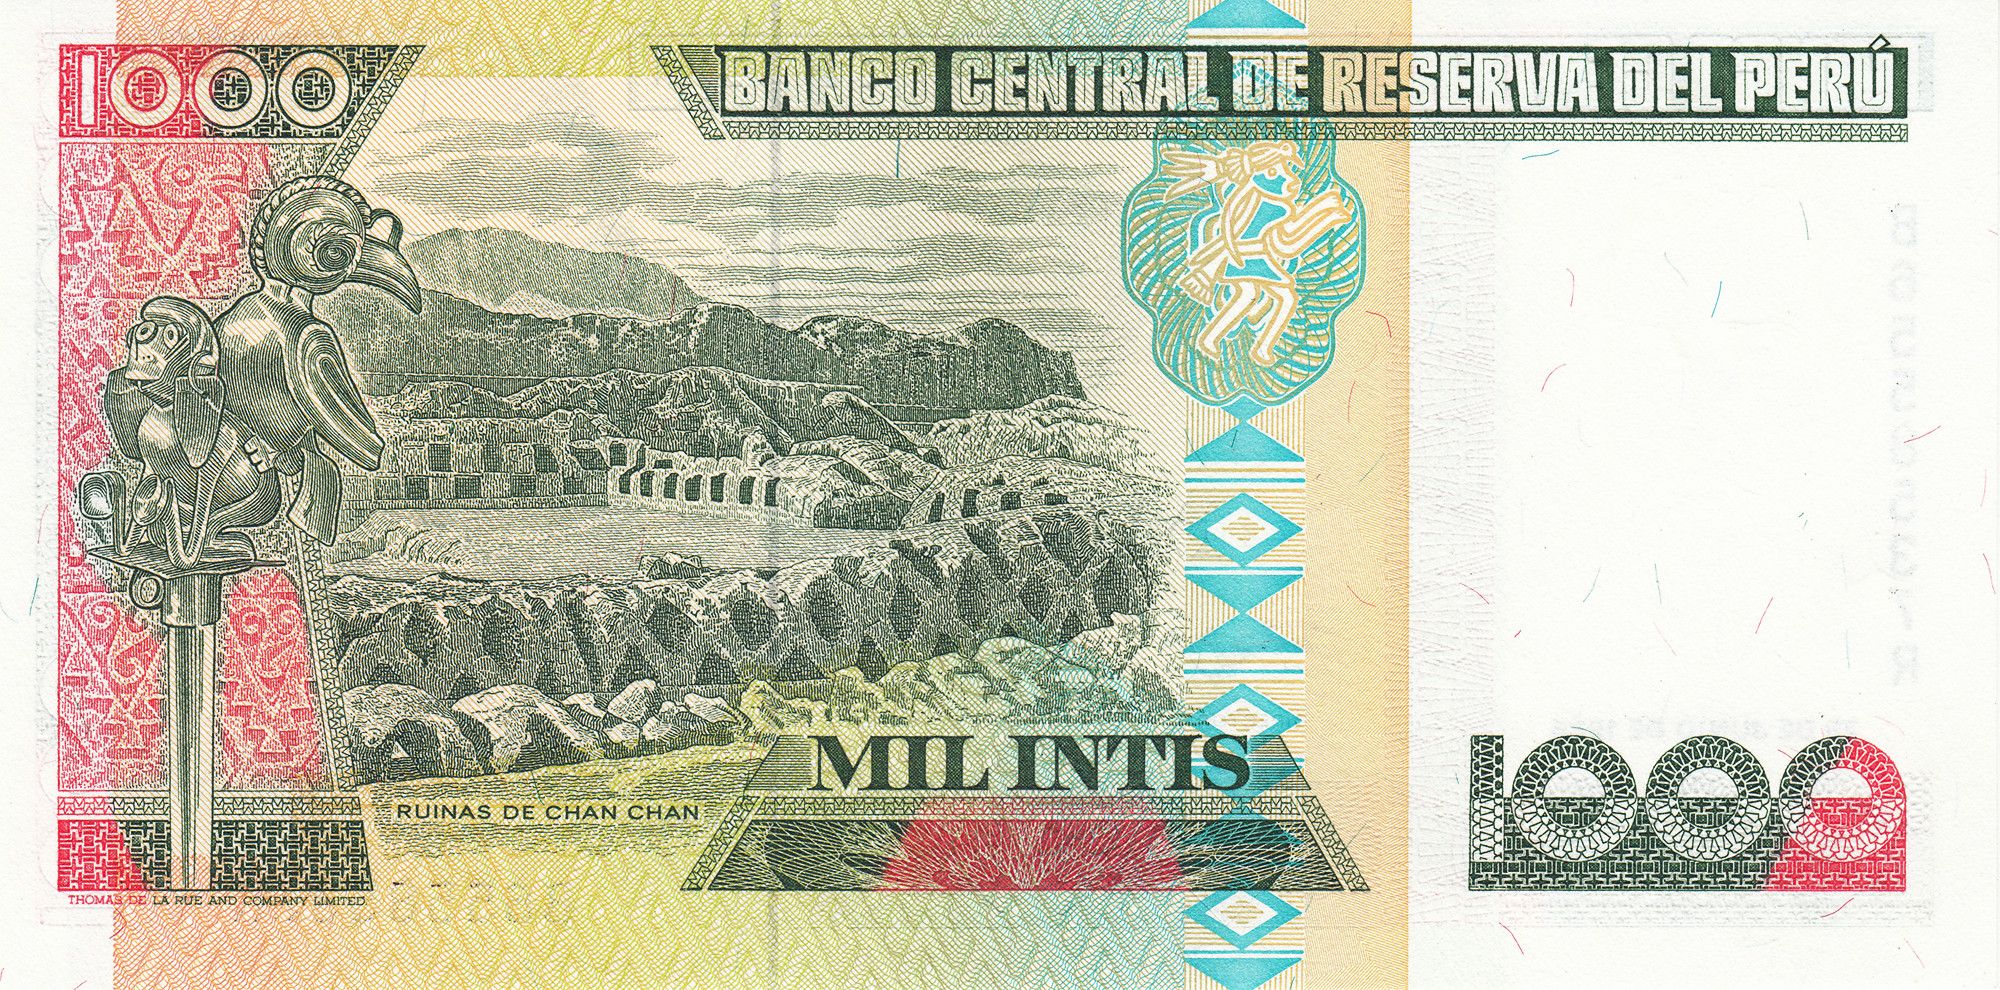 1000
BANCO CENTRAL DE RESERVA DEL PERÚ
MIL INTIS
RUINAS DE CHAN CHAN
1000
THOMAS DE LA RUE AND COMPANY LIMITED.